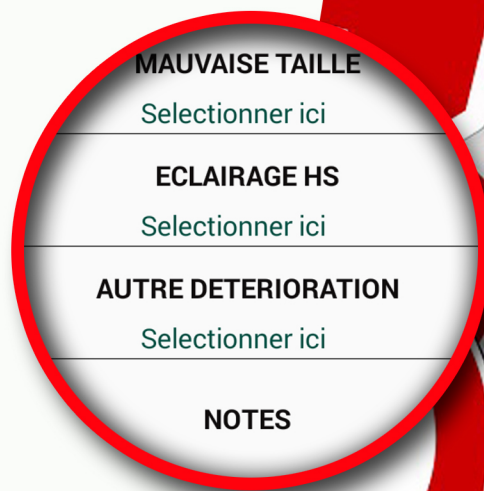 MAUVAISE TAILLE
Selectionner ici
ECLAIRAGE HS
Selectionner ici
AUTRE DETERIORATION
Selectionner ici
NOTES